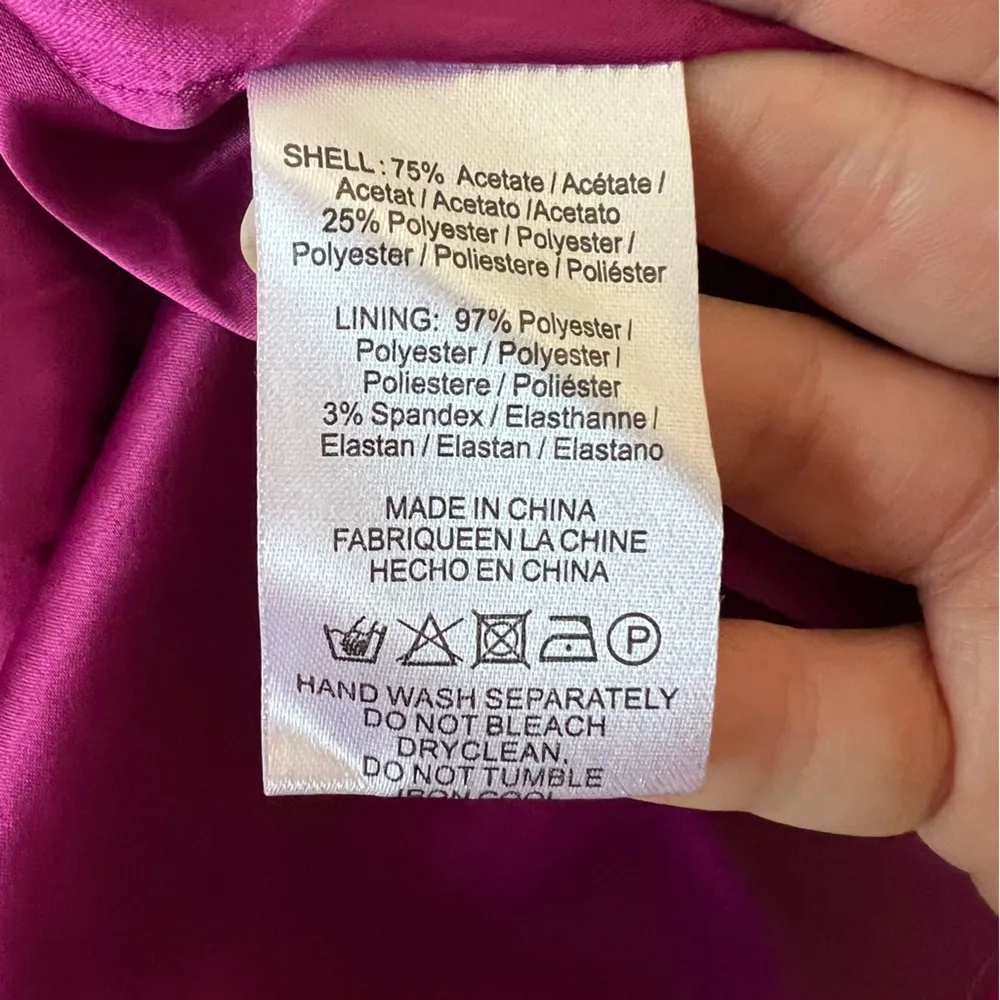 SHELL: 75% Acetate / Acétate /
Acetat / Acetato /Acetato
25% Polyester / Polyester /
Polyester / Poliestere / Poliéster
LINING: 97% Polyester /
Polyester / Polyester /
Poliestere / Poliéster
3% Spandex / Elasthanne /
Elastan / Elastan / Elastano
MADE IN CHINA
FABRIQUEEN LA CHINE
HECHO EN CHINA
P
HAND WASH SEPARATELY
DO NOT BLEACH
DRYCLEAN.
DO NOT TUMBLE
IRON COOL